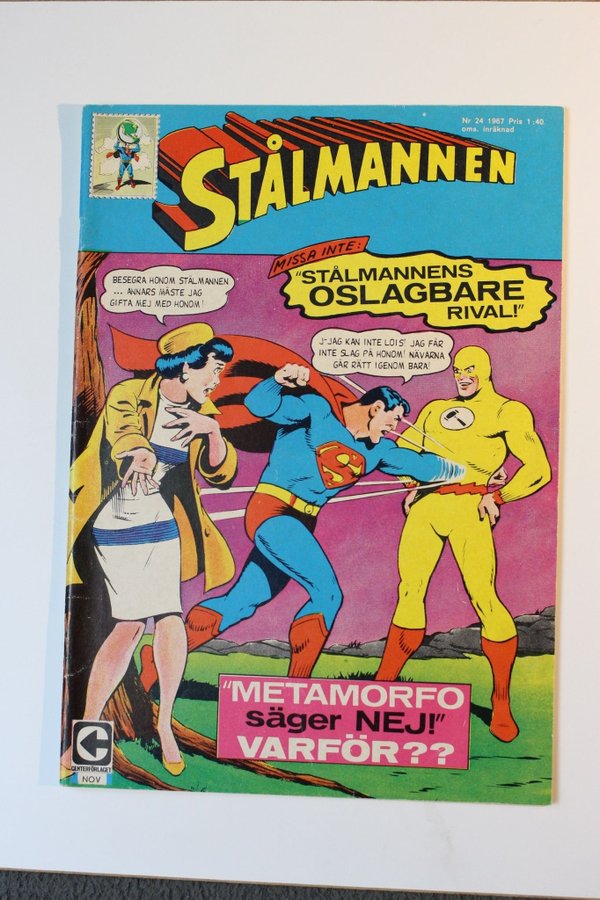 Nr 24 1967 Pris 1:40
oms. inräknad
STÅLMANNEN
MISSA INTE:
"STÅLMANNENS
OSLAGBARE
RIVAL!"
BESEGRA HONOM STÅLMANNEN
... ANNARS MÅSTE JAG
GIFTA MEJ MED HONOM!
J-JAG KAN INTE LOIS! JAG FÅR
INTE SLAG PÅ HONOM! NÄVARNA
GÅR RÄTT IGENOM BARA!
S
"METAMORFO
säger NEJ!"
VARFÖR??
C
CENTERFÖRLAGET
NOV